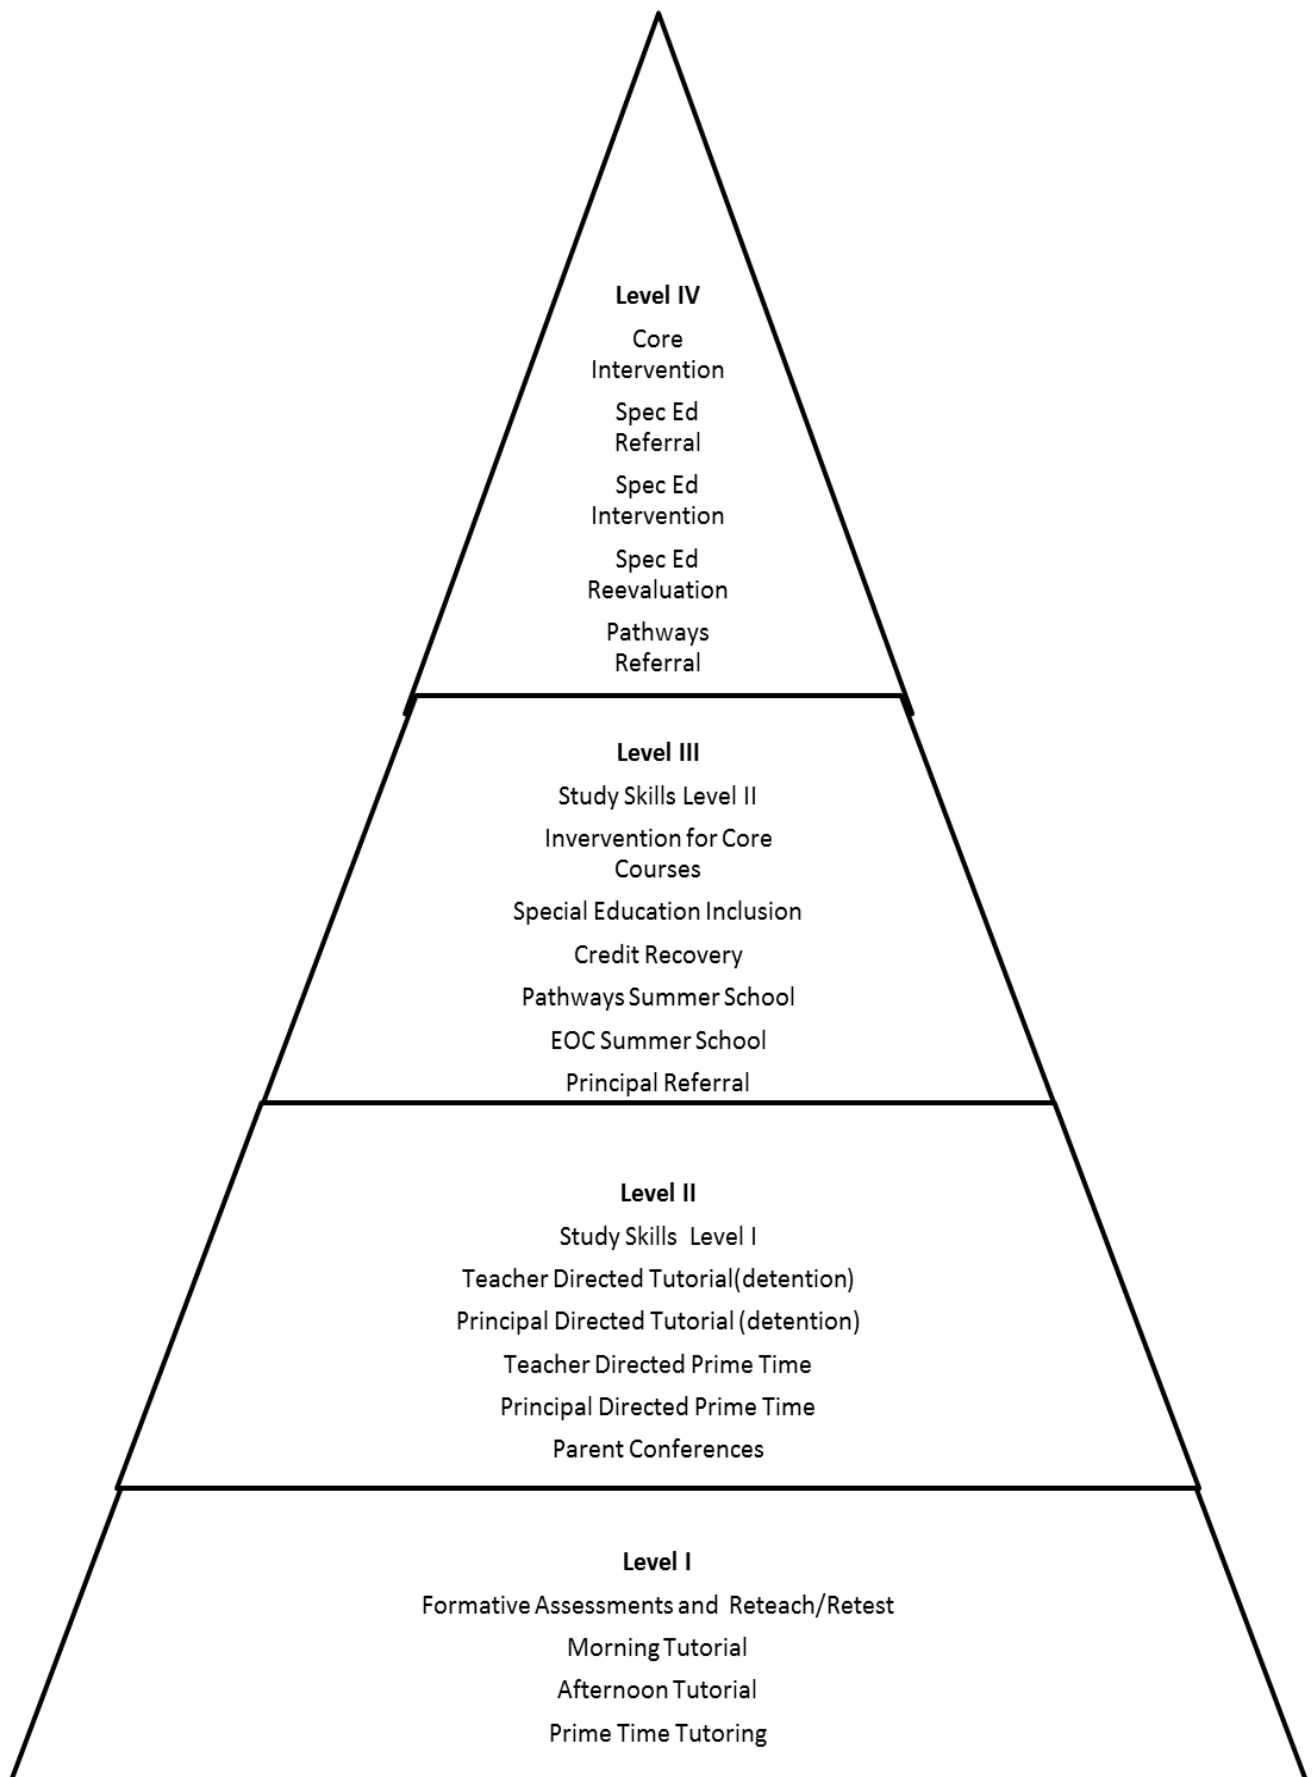 Level IV
Core
Intervention
Spec Ed
Referral
Spec Ed
Intervention
Spec Ed
Reevaluation
Pathways
Referral
Level III
Study Skills Level II
Invervention for Core
Courses
Special Education Inclusion
Credit Recovery
Pathways Summer School
EOC Summer School
Principal Referral
Level II
Study Skills Level I
Teacher Directed Tutorial(detention)
Principal Directed Tutorial (detention)
Teacher Directed Prime Time
Principal Directed Prime Time
Parent Conferences
Level I
Formative Assessments and Reteach/Retest
Morning Tutorial
Afternoon Tutorial
Prime Time Tutoring